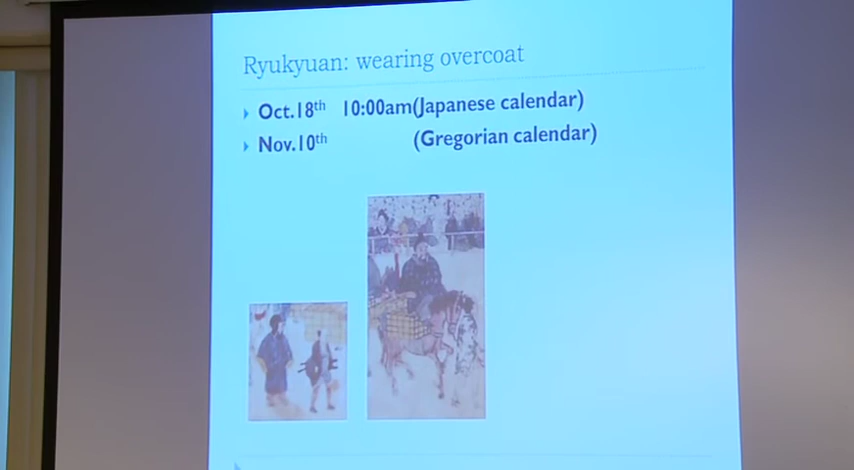 Ryukyuan: wearing overcoat
Oct.18th 10:00am(Japanese calendar)
Nov.10th (Gregorian calendar)